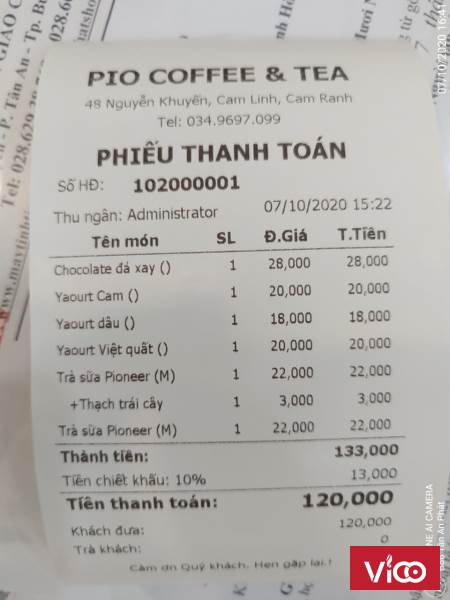 PIO COFFEE & TEA
48 Nguyễn Khuyến, Cam Linh, Cam Ranh
Tel: 034.9697.099
PHIẾU THANH TOÁN
Số HĐ: 102000001
Thu ngân: Administrator 07/10/2020 15:22
Tên món SL Đ.Giá T.Tiền
Chocolate đá xay () 1 28,000 28,000
Yaourt Cam () 1 20,000 20,000
Yaourt dâu () 1 18,000 18,000
Yaourt Việt quất () 1 20,000 20,000
Trà sữa Pioneer (M) 1 22,000 22,000
+Thạch trái cây 1 3,000 3,000
Trà sữa Pioneer (M) 1 22,000 22,000
Thành tiền: 133,000
Tiền chiết khấu: 10% 13,000
Tiền thanh toán: 120,000
Khách đưa: 120,000
Trả khách: 0
Cảm ơn Quý khách. Hẹn gặp lại!
07/10/2020 16:41
Vioo